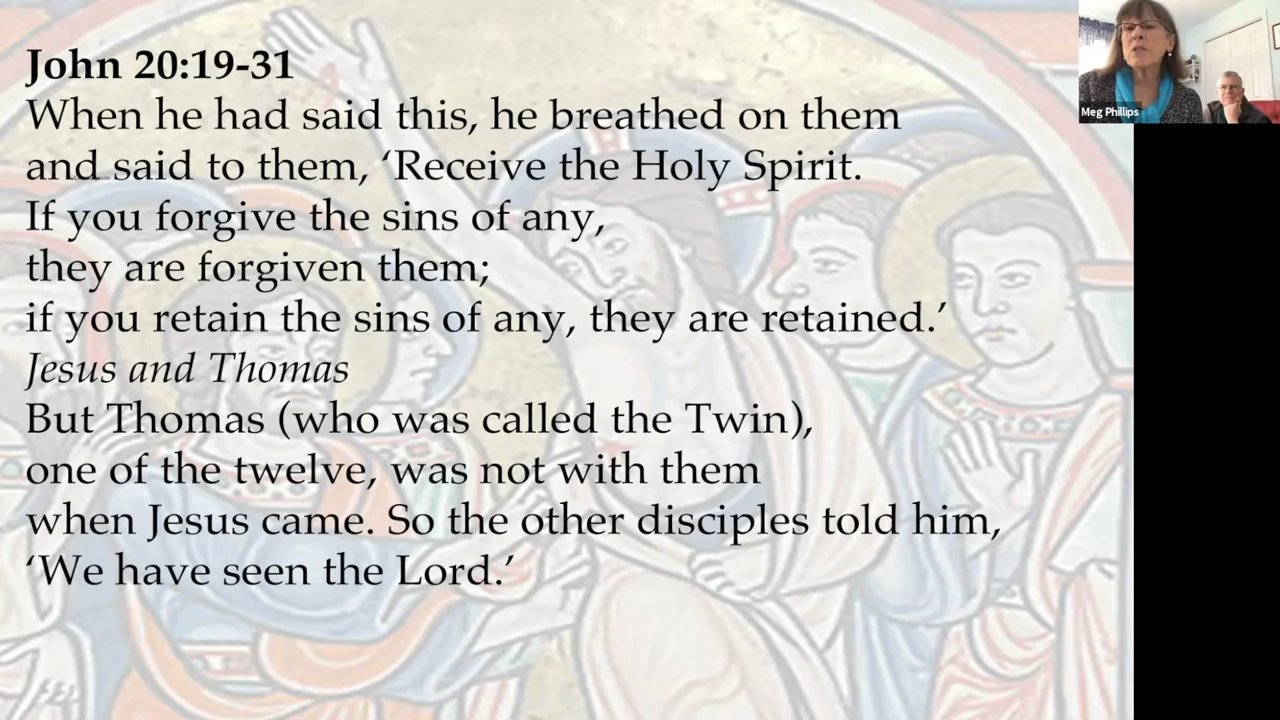 John 20:19-31
When he had said this, he breathed on them
and said to them, ‘Receive the Holy Spirit.
If you forgive the sins of any,
they are forgiven them;
if you retain the sins of any, they are retained.’
Jesus and Thomas
But Thomas (who was called the Twin),
one of the twelve, was not with them
when Jesus came. So the other disciples told him,
‘We have seen the Lord.’
Meg Phillips